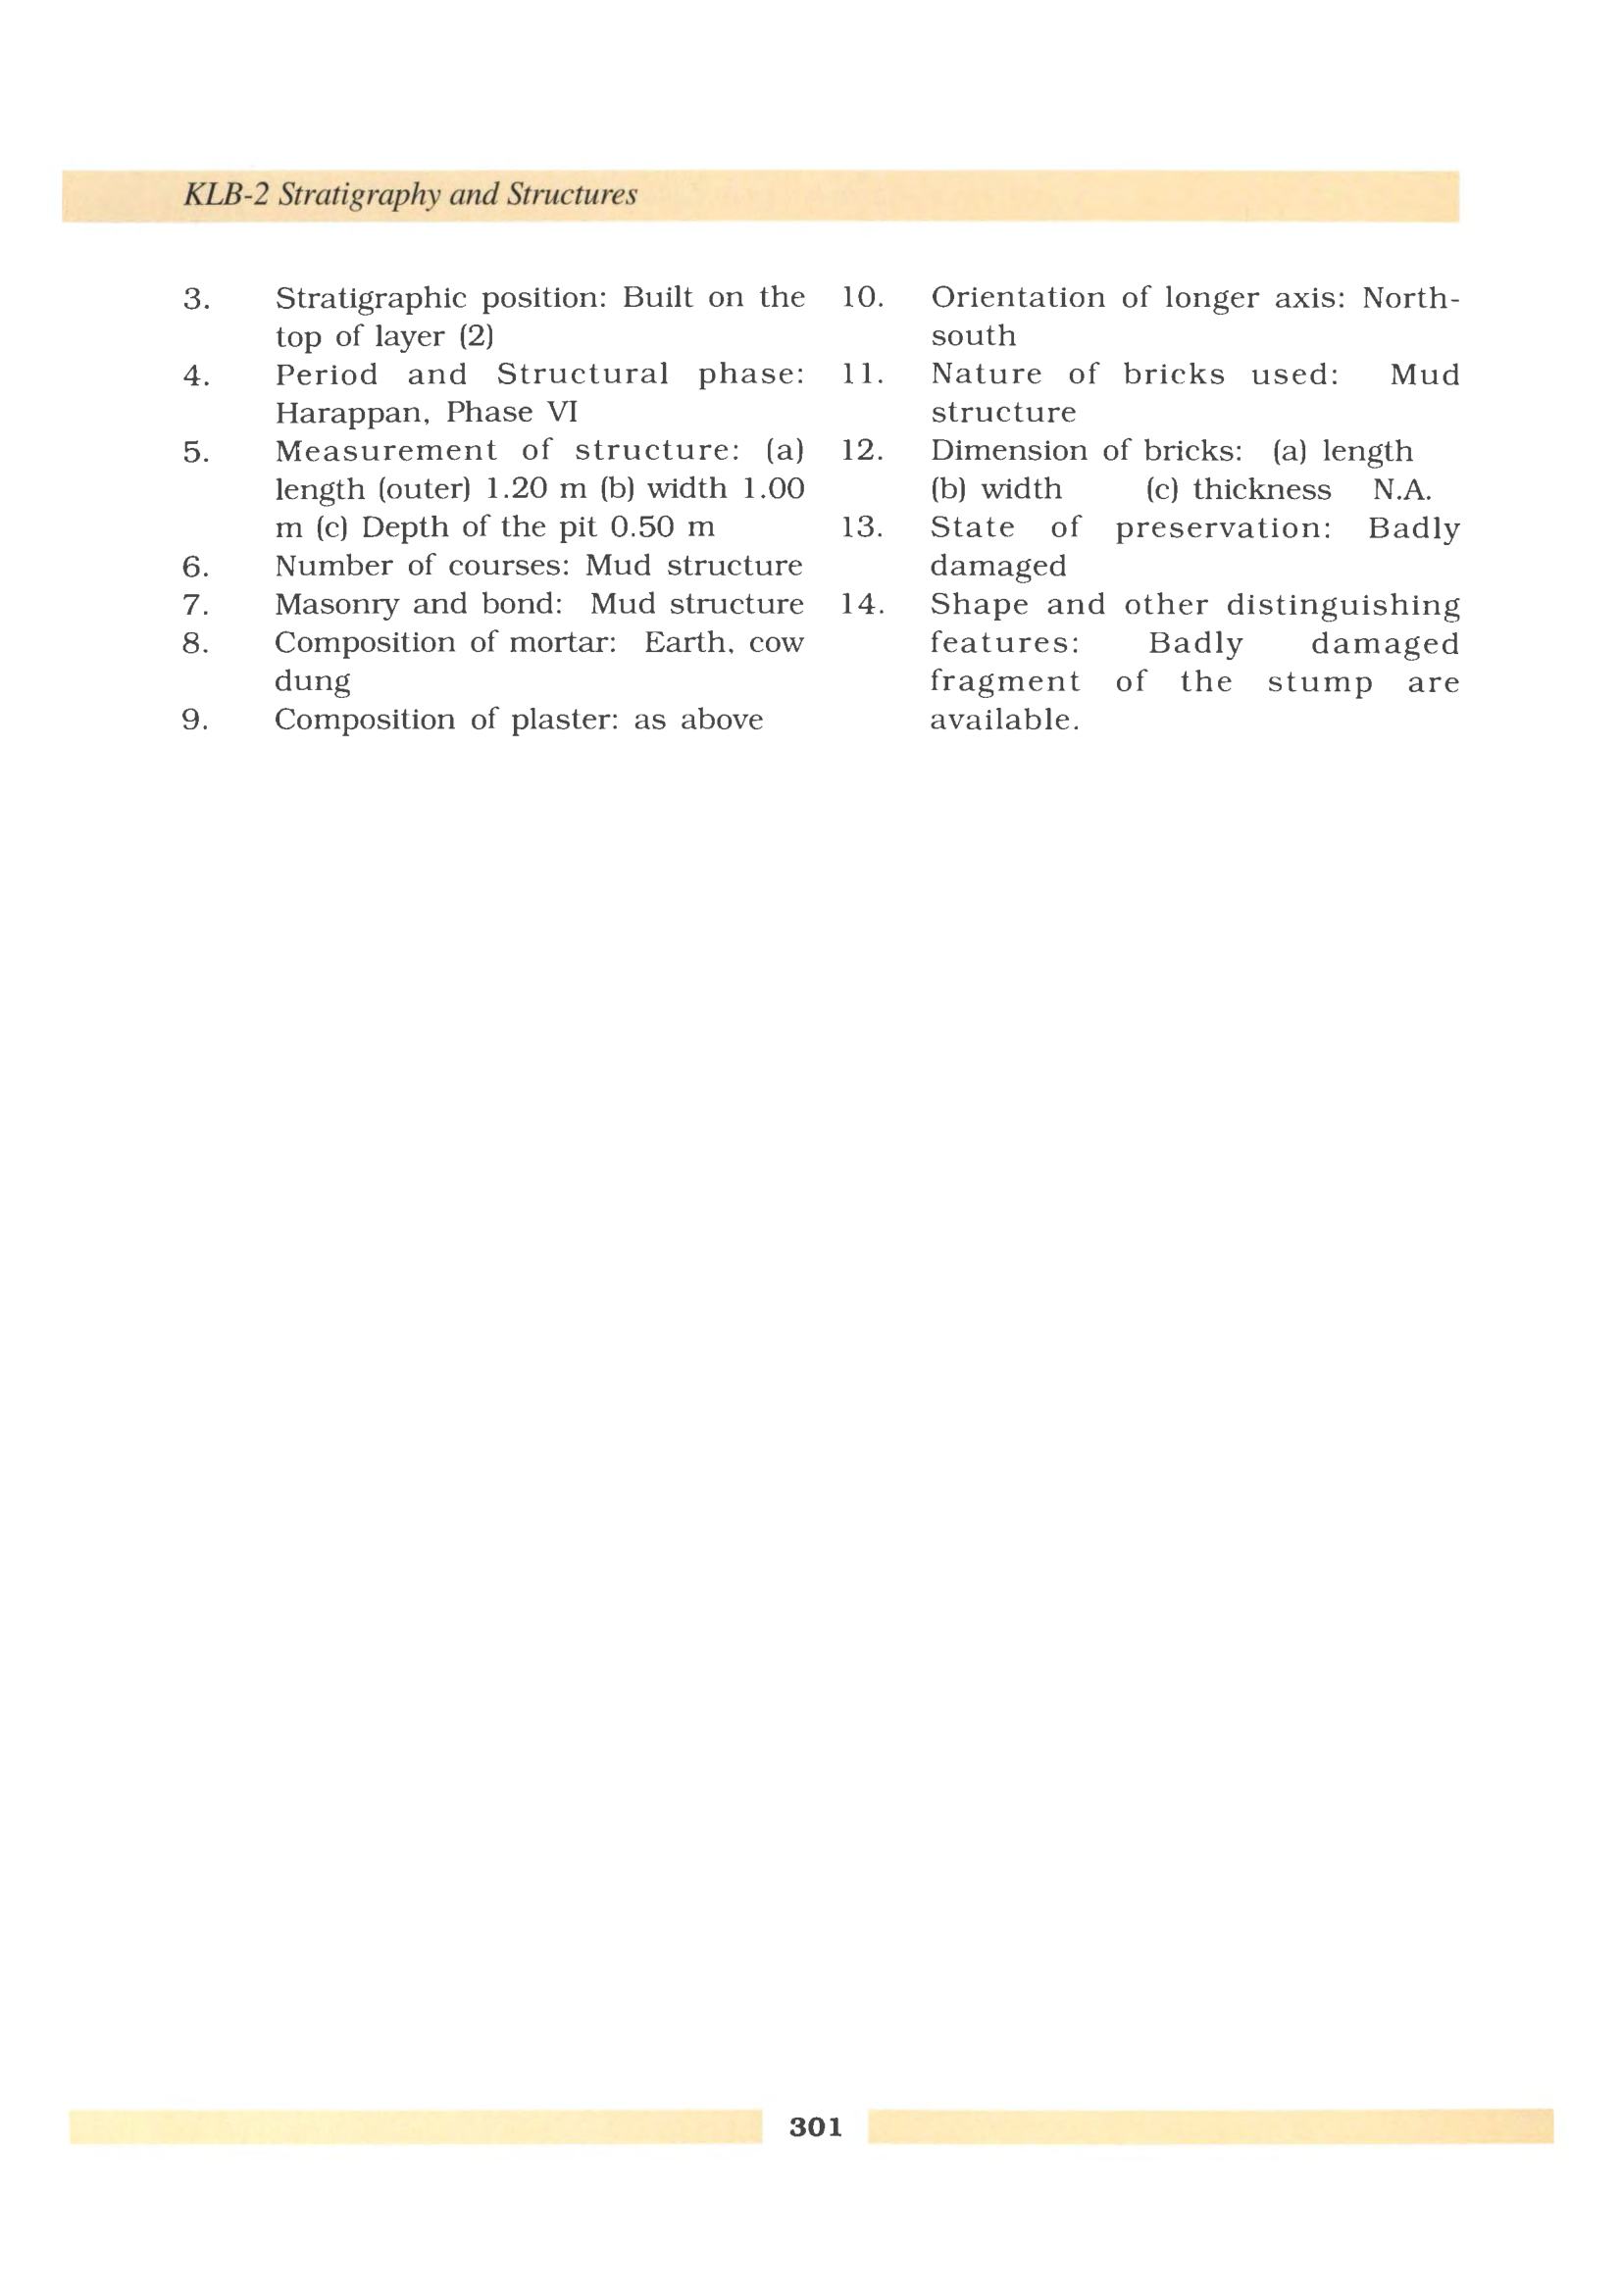 KLB-2 Stratigraphy and Structures
3. Stratigraphic position: Built on the
top of layer (2)
4. Period and Structural phase:
Harappan, Phase VI
5. Measurement of structure: (a)
length (outer) 1.20 m (b) width 1.00
m (c) Depth of the pit 0.50 m
6. Number of courses: Mud structure
7. Masonry and bond: Mud structure
8. Composition of mortar: Earth, cow
dung
9. Composition of plaster: as above
10. Orientation of longer axis: North-
south
11. Nature of bricks used: Mud
structure
12. Dimension of bricks: (a) length
(b) width (c) thickness N.A.
13. State of preservation: Badly
damaged
14. Shape and other distinguishing
features: Badly damaged
fragment of the stump are
available.
301